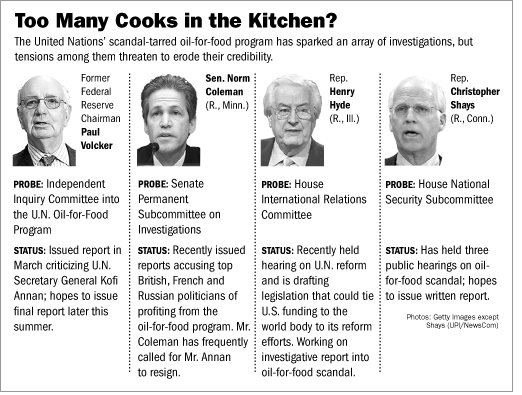 Too Many Cooks in the Kitchen?
The United Nations' scandal-tarred oil-for-food program has sparked an array of investigations, but
tensions among them threaten to erode their credibility.
Former
Federal
Reserve
Chairman
Paul
Volcker
PROBE: Independent
Inquiry Committee into
the U.N. Oil-for-Food
Program
STATUS: Issued report in
March criticizing U.N.
Secretary General Kofi
Annan; hopes to issue
final report later this
summer.
Sen. Norm
Coleman
(R., Minn.)
PROBE: Senate
Permanent
Subcommittee on
Investigations
STATUS: Recently issued
reports accusing top
British, French and
Russian politicians of
profiting from the
oil-for-food program. Mr.
Coleman has frequently
called for Mr. Annan
to resign.
Rep.
Henry
Hyde
(R., Ill.)
PROBE: House
International Relations
Committee
STATUS: Recently held
hearing on U.N. reform
and is drafting
legislation that could tie
U.S. funding to the
world body to its reform
efforts. Working on
investigative report into
oil-for-food scandal.
Rep.
Christopher
Shays
(R., Conn.)
PROBE: House National
Security Subcommittee
STATUS: Has held three
public hearings on oil-
for-food scandal; hopes
to issue written report.
Photos: Getty Images except
Shays (UPI/NewsCom)